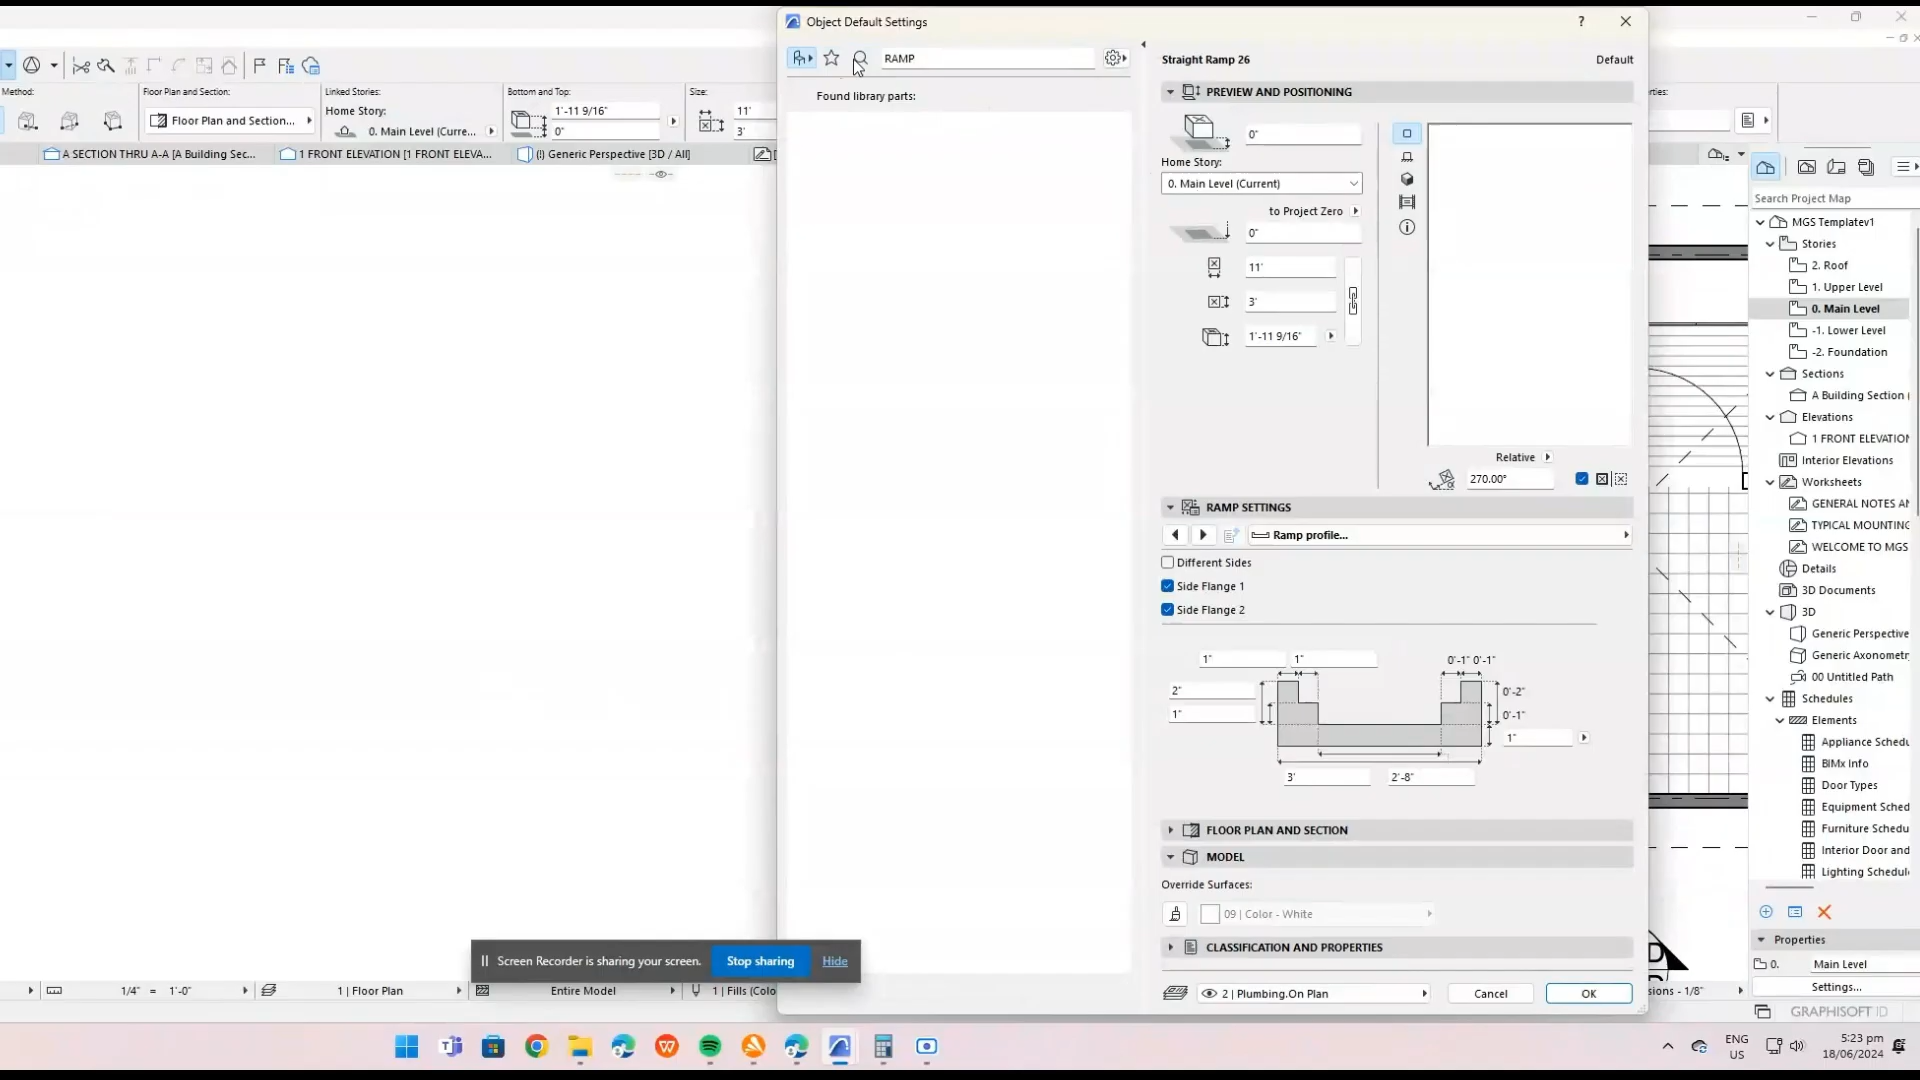 Object Default Settings
?
RAMP
Found library parts:
Straight Ramp 26
Default
PREVIEW AND POSITIONING
0"
Home Story:
0. Main Level (Current)
to Project Zero
0"
11'
3'
1'-11 9/16"
Relative
270.00°
RAMP SETTINGS
Ramp profile...
Different Sides
Side Flange 1
Side Flange 2
1"
1"
0'-1" 0'-1"
2"
1"
0'-2"
0'-1"
1"
3'
2'-8"
FLOOR PLAN AND SECTION
MODEL
Override Surfaces:
09 | Color - White
CLASSIFICATION AND PROPERTIES
2 | Plumbing.On Plan
Cancel
OK
Method:
Floor Plan and Section:
Floor Plan and Section...
Linked Stories:
Home Story:
0. Main Level (Curre...
Bottom and Top:
1'-11 9/16"
0"
Size:
11'
3'
A SECTION THRU A-A [A Building Sec...
1 FRONT ELEVATION [1 FRONT ELEVA...
(!) Generic Perspective [3D / All]
erties:
Search Project Map
MGS Templatev1
Stories
2. Roof
1. Upper Level
0. Main Level
-1. Lower Level
-2. Foundation
Sections
A Building Section (
Elevations
1 FRONT ELEVATION
Interior Elevations
Worksheets
GENERAL NOTES AN
TYPICAL MOUNTING
WELCOME TO MGS
Details
3D Documents
3D
Generic Perspective
Generic Axonometr
00 Untitled Path
Schedules
Elements
Appliance Schedu
BIMx Info
Door Types
Equipment Sched
Furniture Schedu
Interior Door and
Lighting Schedul
Properties
0.
Main Level
Settings...
GRAPHISOFT ID
Screen Recorder is sharing your screen.
Stop sharing
Hide
1/4" = 1'-0"
1 | Floor Plan
Entire Model
1 | Fills (Colo
sions - 1/8"
ENG
US
5:23 pm
18/06/2024